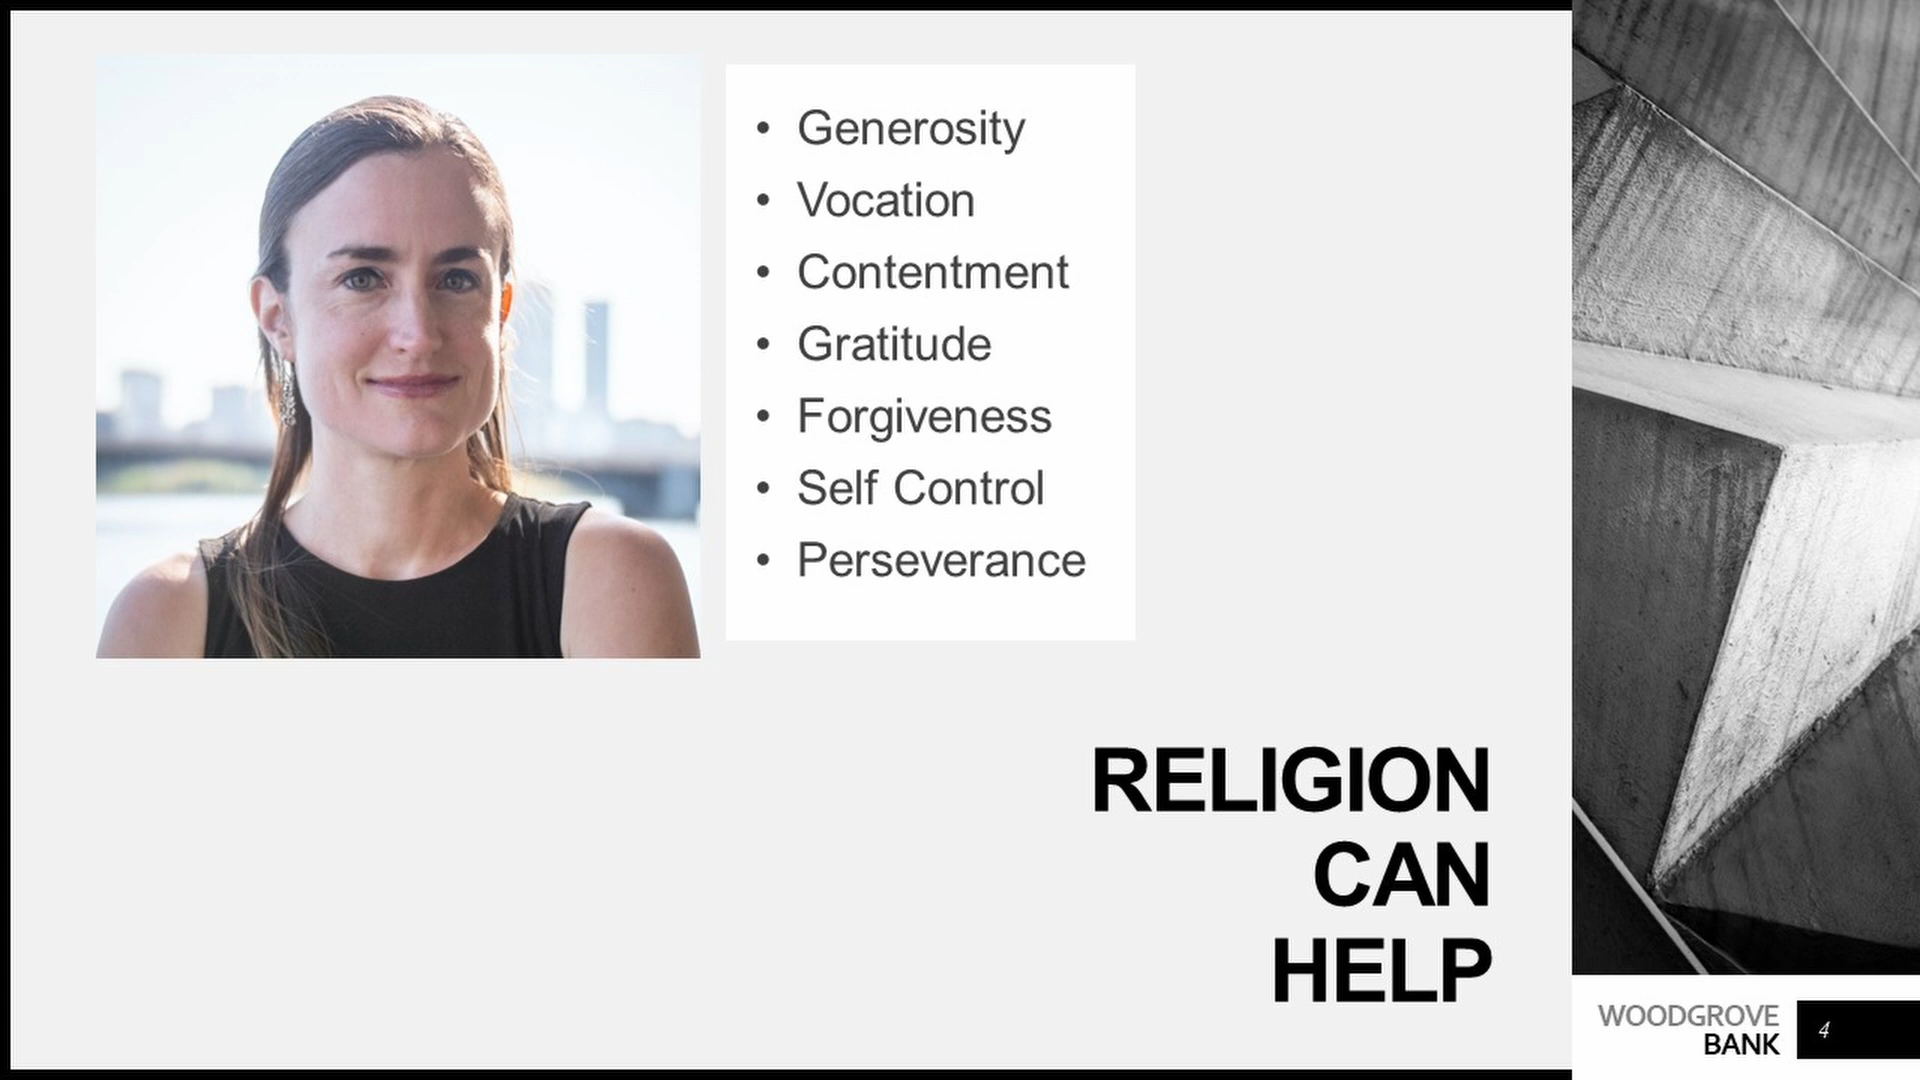 • Generosity
• Vocation
• Contentment
• Gratitude
• Forgiveness
• Self Control
• Perseverance
RELIGION
CAN
HELP
WOODGROVE
BANK
4